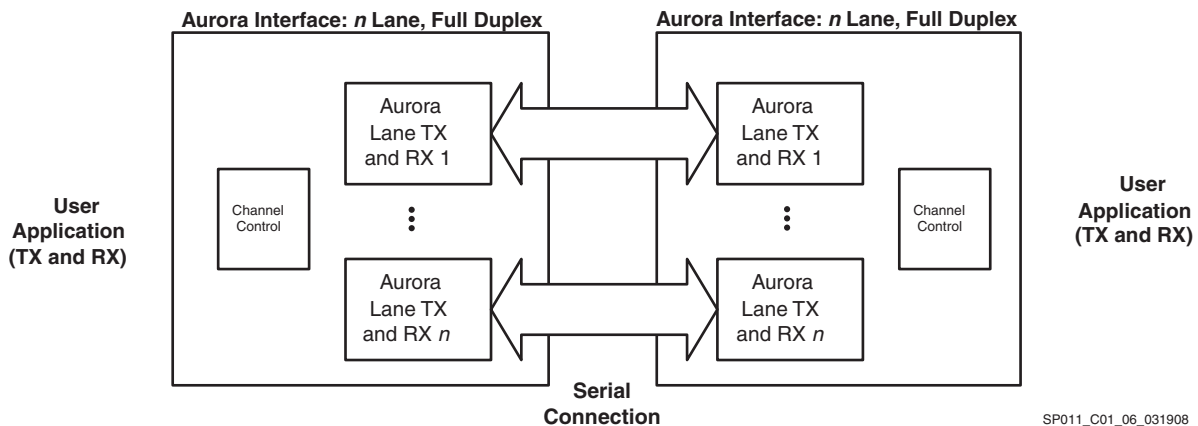 Aurora Interface: n Lane, Full Duplex
Aurora Interface: n Lane, Full Duplex
Aurora
Lane TX
and RX 1
Aurora
Lane TX
and RX 1
User
Application
(TX and RX)
Channel
Control
Channel
Control
User
Application
(TX and RX)
Aurora
Lane TX
and RX n
Aurora
Lane TX
and RX n
Serial
Connection
SP011_C01_06_031908